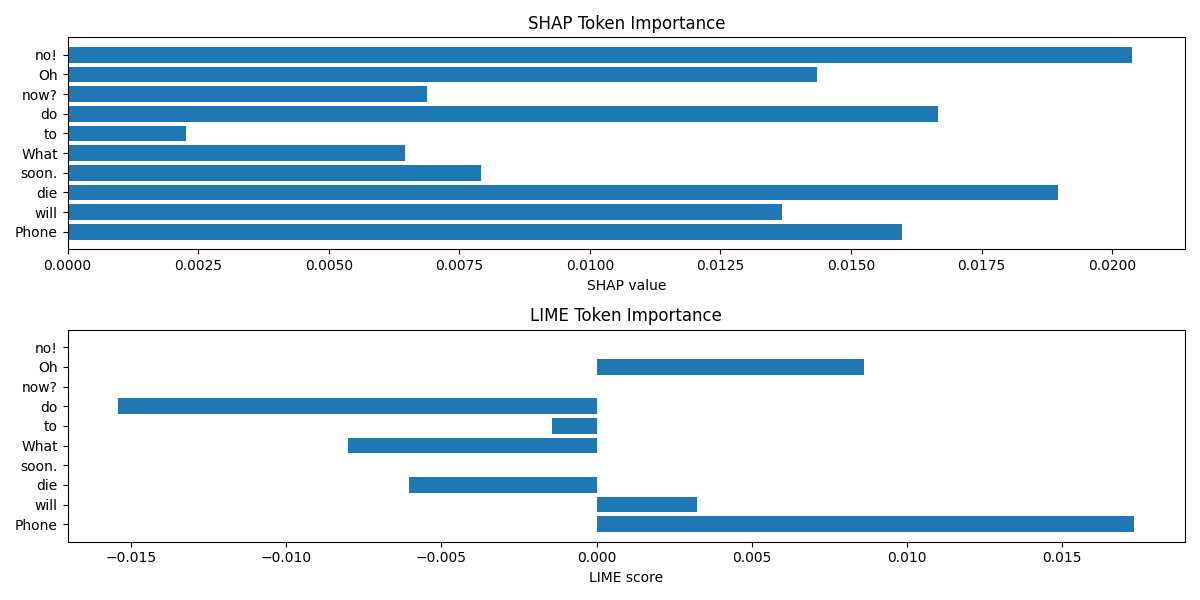 SHAP Token Importance
no!
Oh
now?
do
to
What
soon.
die
will
Phone
0.0000 0.0025 0.0050 0.0075 0.0100 0.0125 0.0150 0.0175 0.0200
SHAP value
LIME Token Importance
no!
Oh
now?
do
to
What
soon.
die
will
Phone
−0.015 −0.010 −0.005 0.000 0.005 0.010 0.015
LIME score